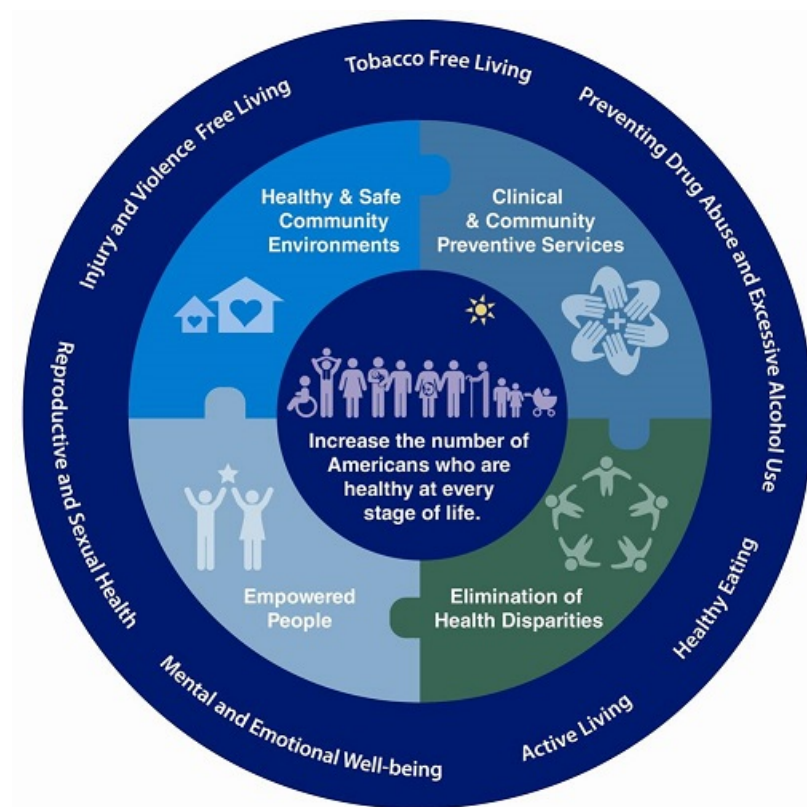 Tobacco Free Living
Preventing Drug Abuse and Excessive Alcohol Use
Healthy Eating
Active Living
Mental and Emotional Well-being
Reproductive and Sexual Health
Injury and Violence Free Living
Healthy & Safe
Community
Environments
Clinical
& Community
Preventive Services
Increase the number of
Americans who are
healthy at every
stage of life.
Empowered
People
Elimination of
Health Disparities